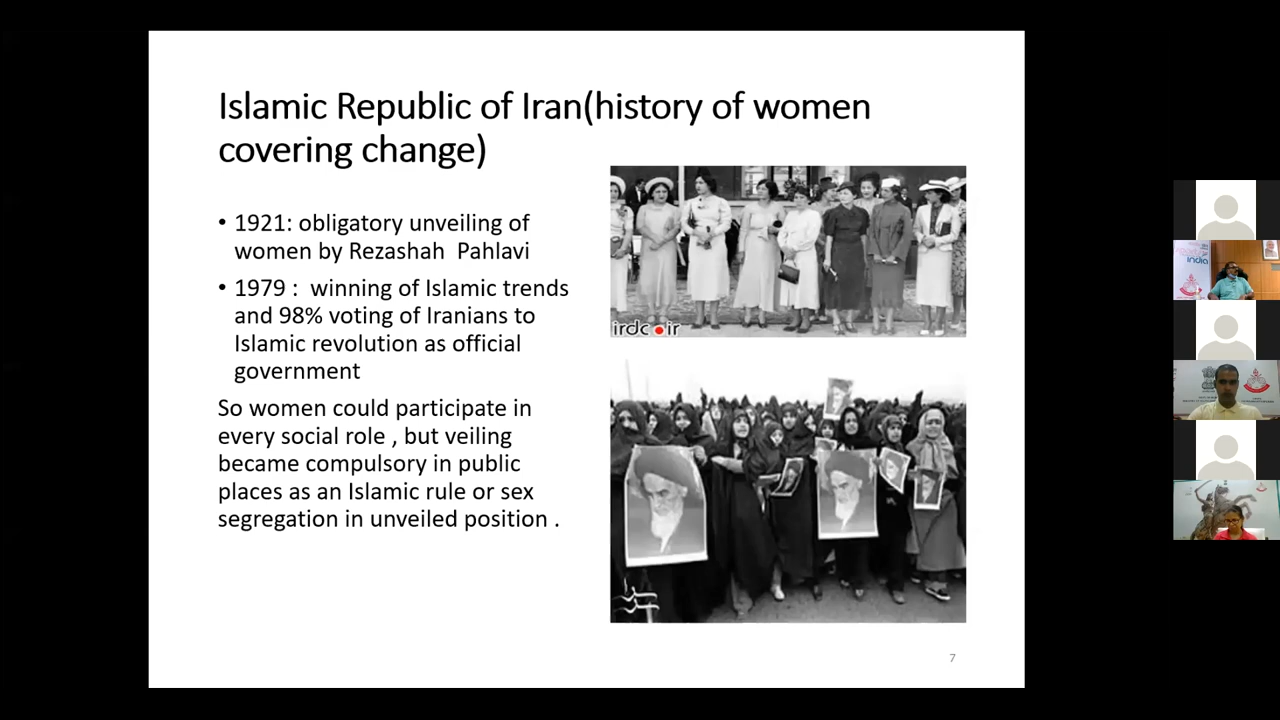 Islamic Republic of Iran(history of women
covering change)
• 1921: obligatory unveiling of
women by Rezashah Pahlavi
• 1979 : winning of Islamic trends
and 98% voting of Iranians to
Islamic revolution as official
government
So women could participate in
every social role , but veiling
became compulsory in public
places as an Islamic rule or sex
segregation in unveiled position .
irdc.ir
7
india